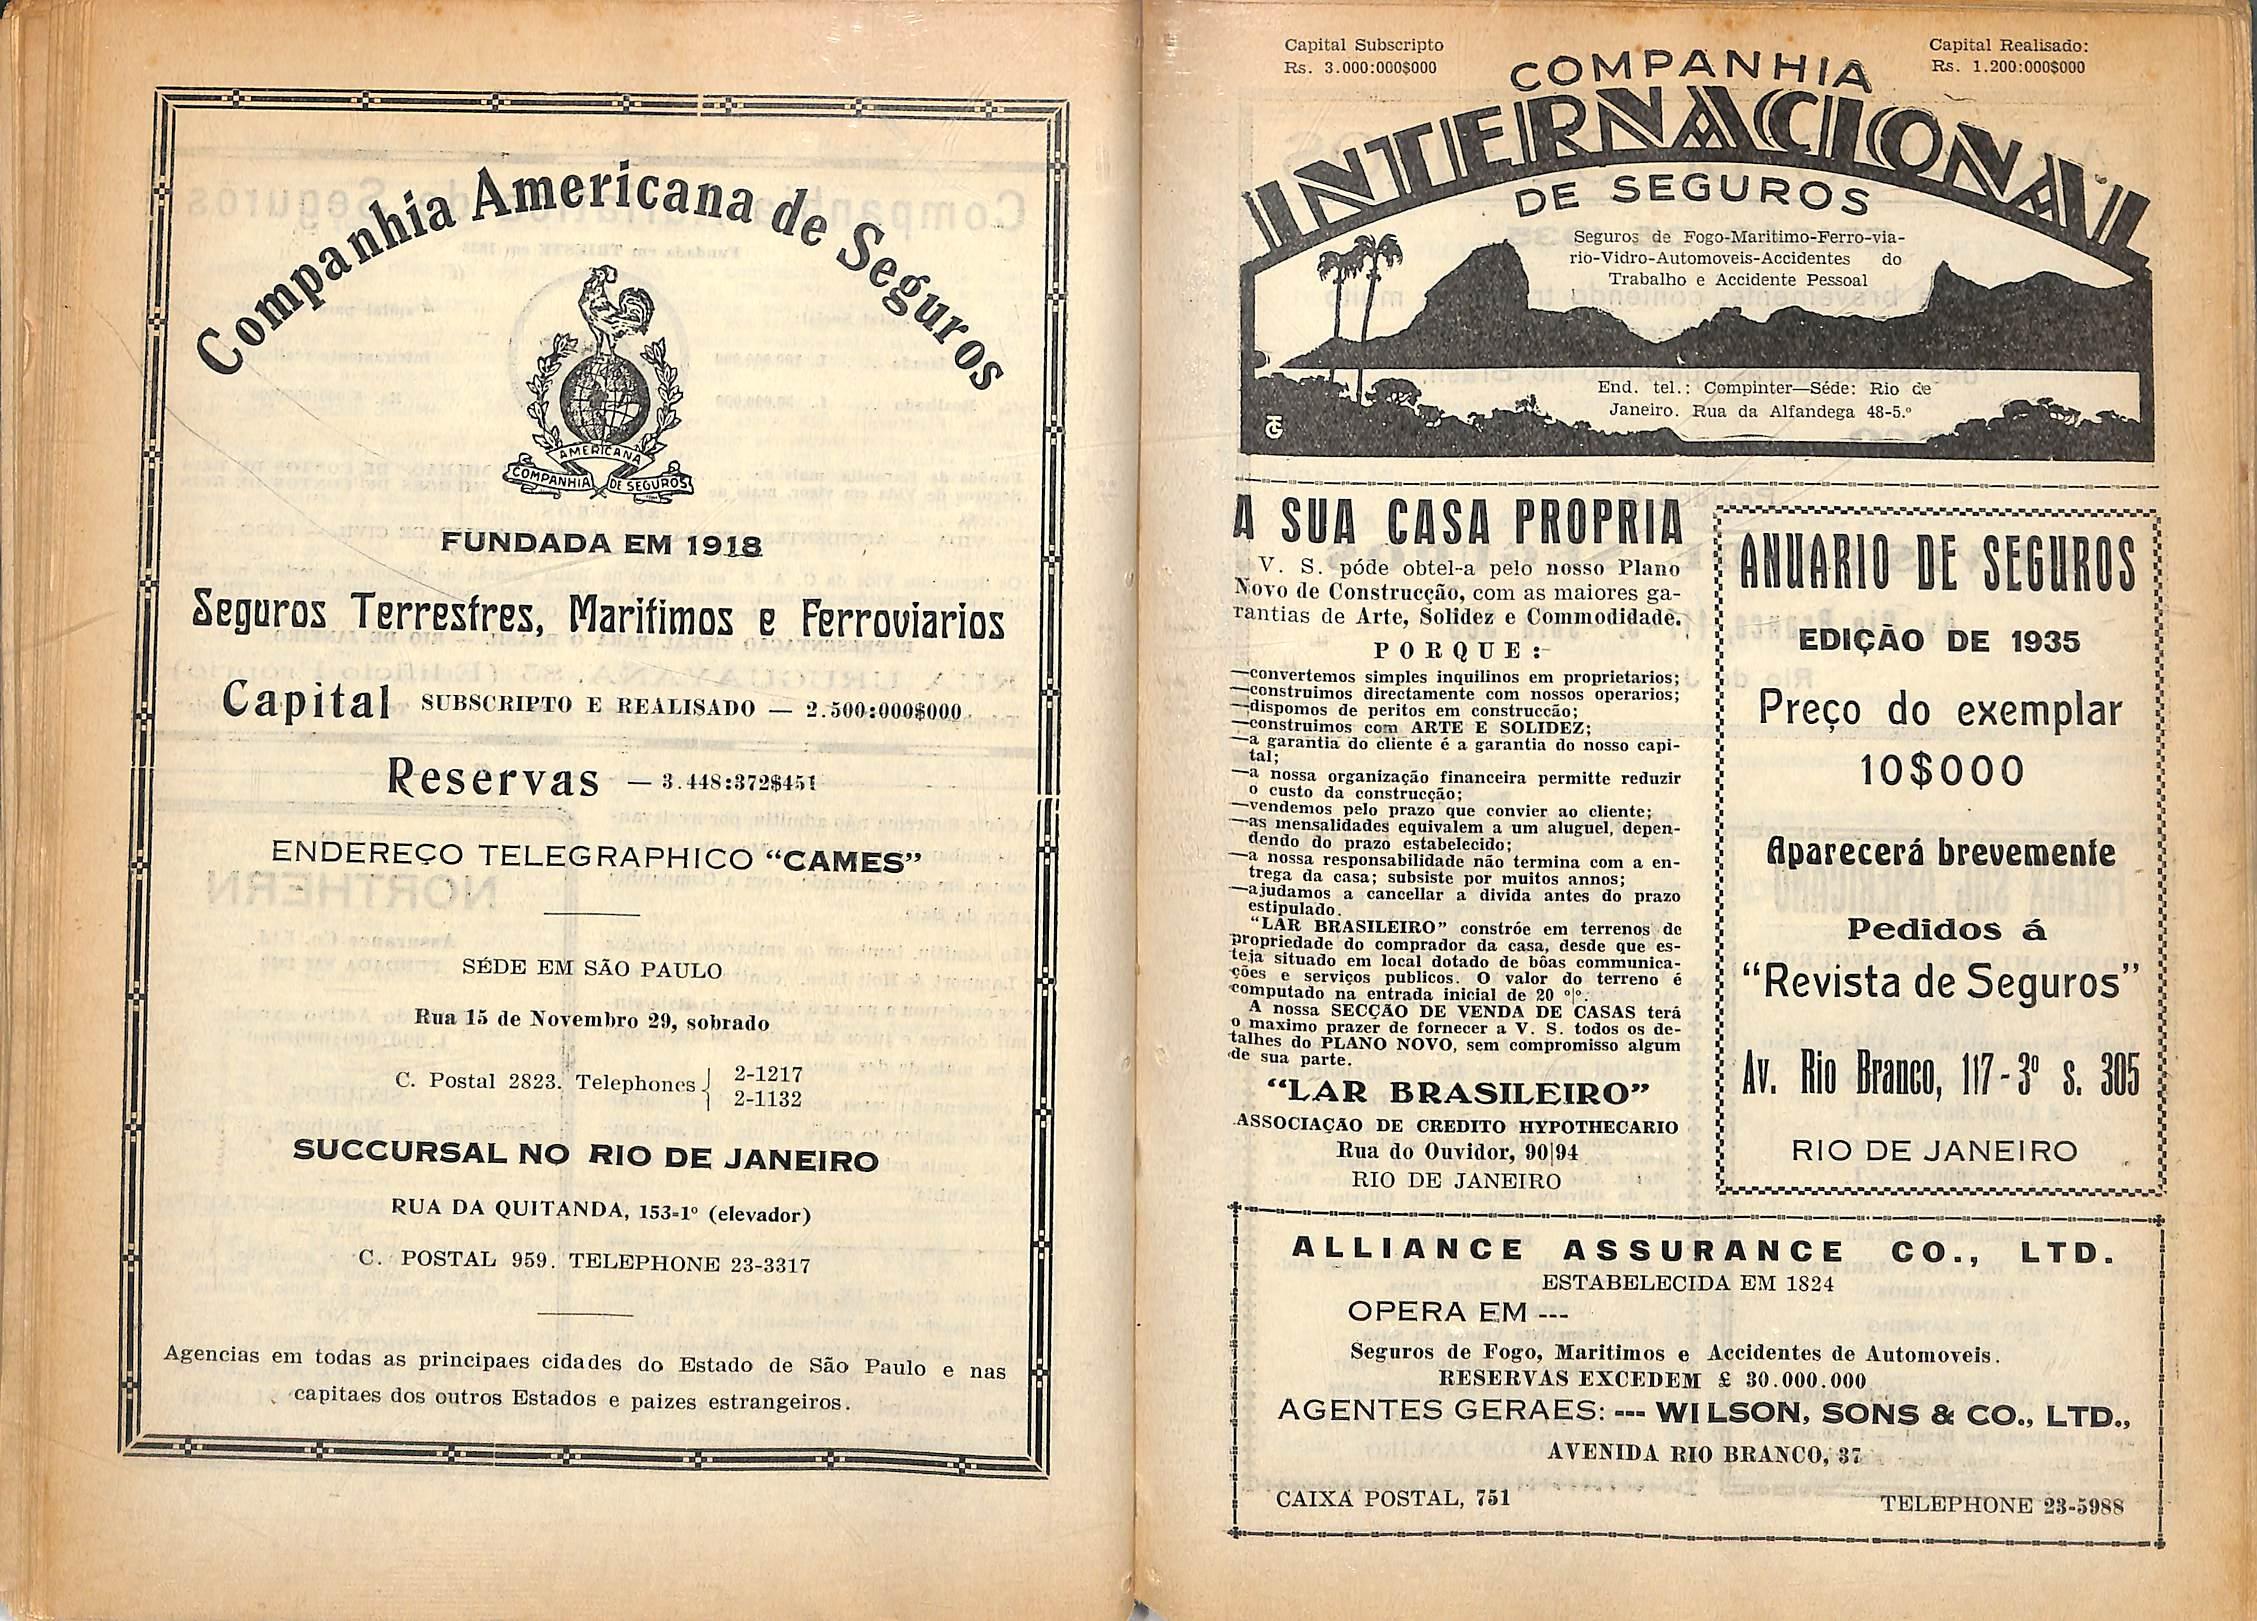 Companhia Americana de Seguros
AMERICANA
COMPANHIA DE SEGUROS
FUNDADA EM 1918
Seguros Terrestres, Maritimos e Ferroviarios
Capital SUBSCRIPTO E REALISADO — 2.500:000$000
Reservas — 3.448:372$451
ENDEREÇO TELEGRAPHICO "CAMES"
SÉDE EM SÃO PAULO
Rua 15 de Novembro 29, sobrado
C. Postal 2823. Telephones { 2-1217
2-1132
SUCCURSAL NO RIO DE JANEIRO
RUA DA QUITANDA, 153=1º (elevador)
C. POSTAL 959. TELEPHONE 23-3317
Agencias em todas as principaes cidades do Estado de São Paulo e nas
capitaes dos outros Estados e paizes estrangeiros.
Capital Subscripto
Rs. 3.000:000$000
Capital Realisado:
Rs. 1.200:000$000
COMPANHIA
INTERNACIONAL
DE SEGUROS
Seguros de Fogo-Maritimo-Ferro-via-
rio-Vidro-Automoveis-Accidentes do
Trabalho e Accidente Pessoal
End. tel.: Compinter—Séde: Rio de
Janeiro. Rua da Alfandega 48-5.º
A SUA CASA PROPRIA
V. S. póde obtel-a pelo nosso Plano
Novo de Construcção, com as maiores ga-
rantias de Arte, Solidez e Commodidade.
PORQUE:-
—convertemos simples inquilinos em proprietarios;
—construimos directamente com nossos operarios;
—dispomos de peritos em construcção;
—construimos com ARTE E SOLIDEZ;
—a garantia do cliente é a garantia do nosso capi-
tal;
—a nossa organização financeira permitte reduzir
o custo da construcção;
—vendemos pelo prazo que convier ao cliente;
—as mensalidades equivalem a um aluguel, depen-
dendo do prazo estabelecido;
—a nossa responsabilidade não termina com a en-
trega da casa; subsiste por muitos annos;
—ajudamos a cancellar a divida antes do prazo
estipulado.
"LAR BRASILEIRO" constróe em terrenos de
propriedade do comprador da casa, desde que es-
teja situado em local dotado de bôas communica-
ções e serviços publicos. O valor do terreno é
computado na entrada inicial de 20 º|º.
A nossa SECÇÃO DE VENDA DE CASAS terá
o maximo prazer de fornecer a V. S. todos os de-
talhes do PLANO NOVO, sem compromisso algum
de sua parte.
"LAR BRASILEIRO"
ASSOCIAÇÃO DE CREDITO HYPOTHECARIO
Rua do Ouvidor, 90|94
RIO DE JANEIRO
ANUARIO DE SEGUROS
EDIÇÃO DE 1935
Preço do exemplar
10$000
Aparecerá brevemente
Pedidos á
"Revista de Seguros"
Av. Rio Branco, 117 - 3º s. 305
RIO DE JANEIRO
ALLIANCE ASSURANCE CO., LTD.
ESTABELECIDA EM 1824
OPERA EM ---
Seguros de Fogo, Maritimos e Accidentes de Automoveis.
RESERVAS EXCEDEM £ 30.000.000
AGENTES GERAES: --- WILSON, SONS & CO., LTD.,
AVENIDA RIO BRANCO, 37
CAIXA POSTAL, 751
TELEPHONE 23-5988